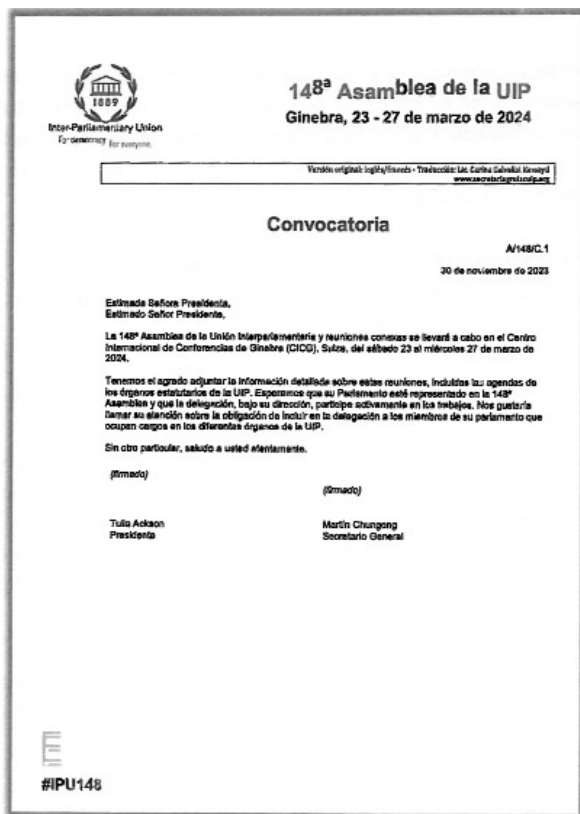 1889
Inter-Parliamentary Union
For democracy. For everyone.
148ª Asamblea de la UIP
Ginebra, 23 - 27 de marzo de 2024
Versión original: inglés/francés - Traducción: Lic. Carina Galvalisi
www.secretariagrulacuip.org
Convocatoria
A/148/C.1
30 de noviembre de 2023
Estimada Señora Presidenta,
Estimado Señor Presidente,
La 148ª Asamblea de la Unión Interparlamentaria y reuniones conexas se llevará a cabo en el Centro
Internacional de Conferencias de Ginebra (CICG), Suiza, del sábado 23 al miércoles 27 de marzo de
2024.
Tenemos el agrado adjuntar la información detallada sobre estas reuniones, incluidas las agendas de
los órganos estatutarios de la UIP. Esperamos que su Parlamento esté representado en la 148ª
Asamblea y que la delegación, bajo su dirección, participe activamente en los trabajos. Nos gustaría
llamar su atención sobre la obligación de incluir en la delegación a los miembros de su parlamento que
ocupan cargos en los diferentes órganos de la UIP.
Sin otro particular, saludo a usted atentamente.
(firmado)
(firmado)
Tulia Ackson
Presidenta
Martin Chungong
Secretario General
#IPU148